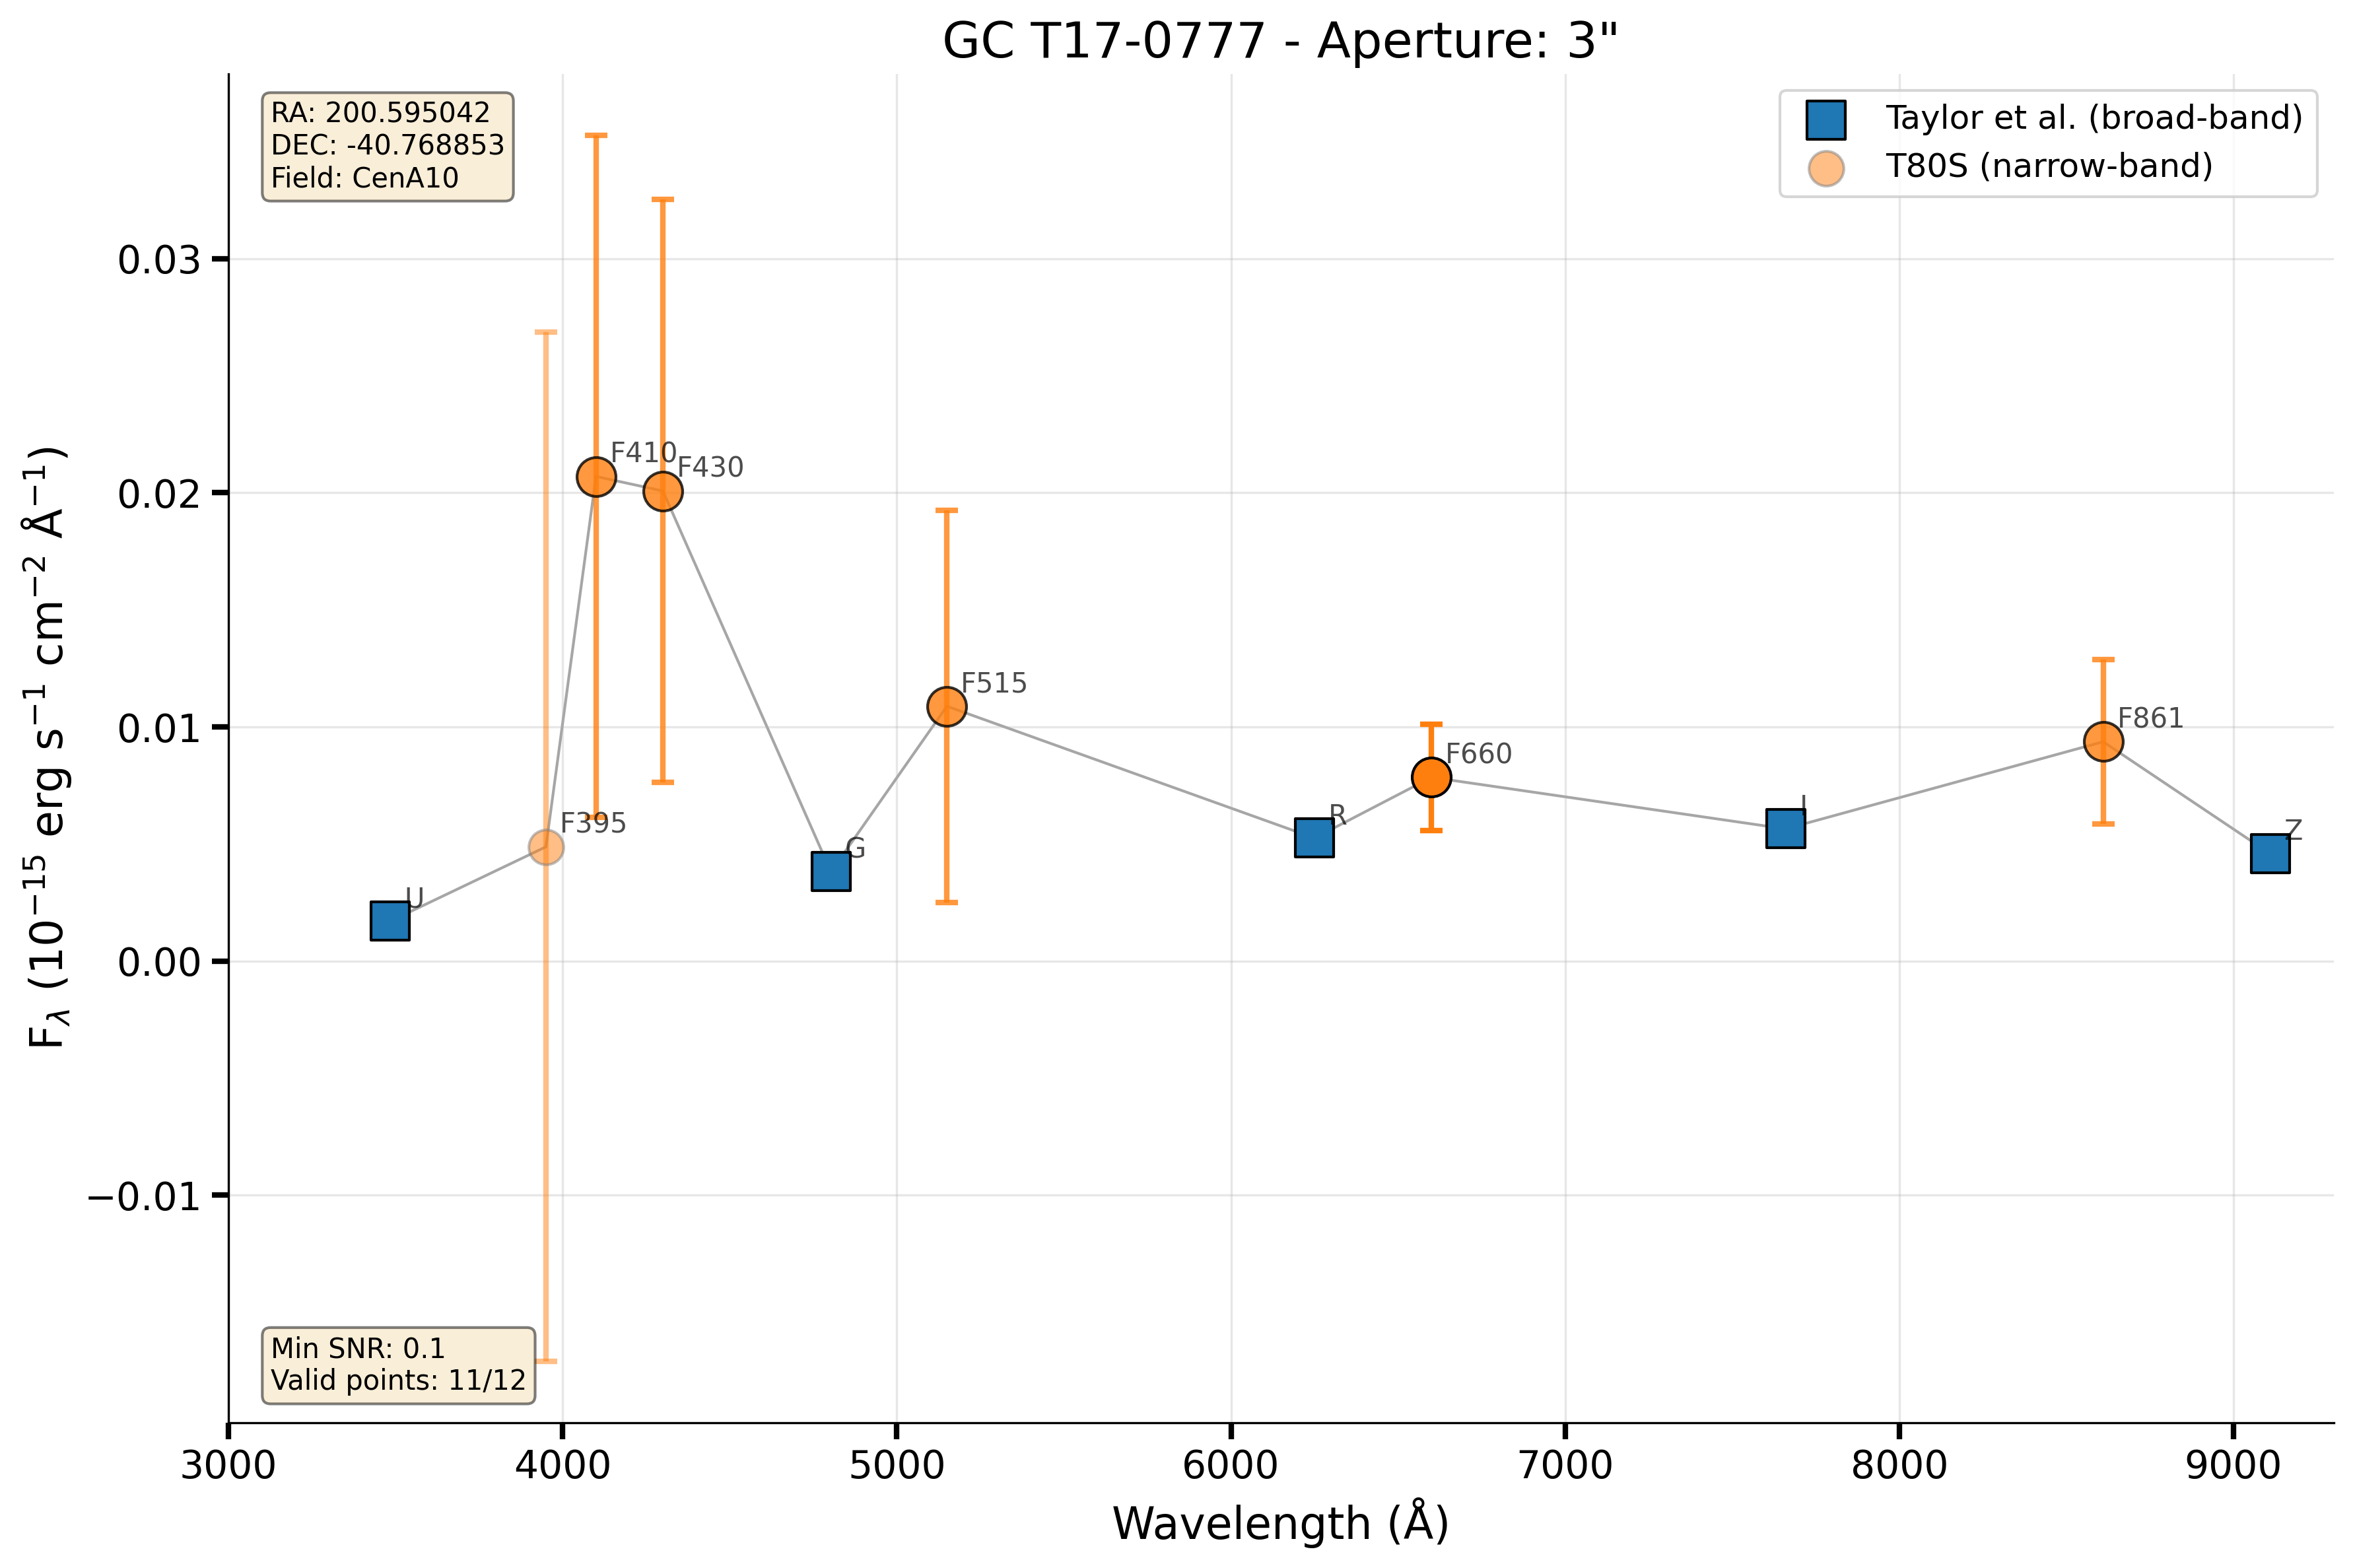 GC T17-0777 - Aperture: 3"
RA: 200.595042
DEC: -40.768853
Field: CenA10
Taylor et al. (broad-band)
T80S (narrow-band)
0.03
0.02
0.01
0.00
−0.01
F410
F430
F515
F861
F660
F395
R
I
Z
G
U
Min SNR: 0.1
Valid points: 11/12
3000
4000
5000
6000
7000
8000
9000
Wavelength (Å)
Fλ (10⁻¹⁵ erg s⁻¹ cm⁻² Å⁻¹)